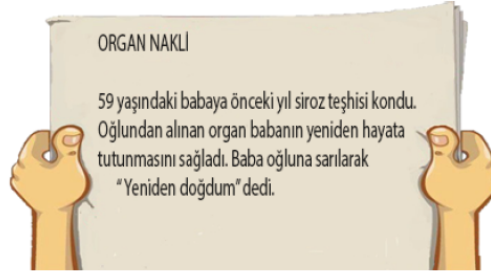 ORGAN NAKLİ
59 yaşındaki babaya önceki yıl siroz teşhisi kondu.
Oğlundan alınan organ babanın yeniden hayata
tutunmasını sağladı. Baba oğluna sarılarak
“Yeniden doğdum” dedi.